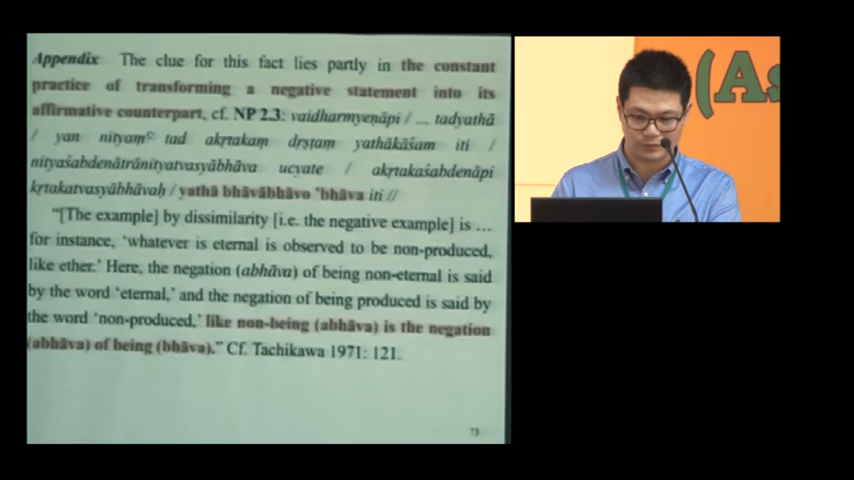 Appendix The clue for this fact lies partly in the constant
practice of transforming a negative statement into its
affirmative counterpart, cf. NP 2.3: vaidharmyeṇāpi / ... tadyathā
/ yan nityaṃ tad akṛtakaṃ dṛṣṭaṃ yathākāśam iti /
nityaśabdenātrānityatvasyābhāva ucyate / akṛtakaśabdenāpi
kṛtakatvasyābhāvaḥ / yathā bhāvābhāvo 'bhāva iti //
“[The example] by dissimilarity [i.e. the negative example] is ...
for instance, ‘whatever is eternal is observed to be non-produced,
like ether.’ Here, the negation (abhāva) of being non-eternal is said
by the word ‘eternal,’ and the negation of being produced is said by
the word ‘non-produced,’ like non-being (abhāva) is the negation
(abhāva) of being (bhāva).” Cf. Tachikawa 1971: 121.
73
(As